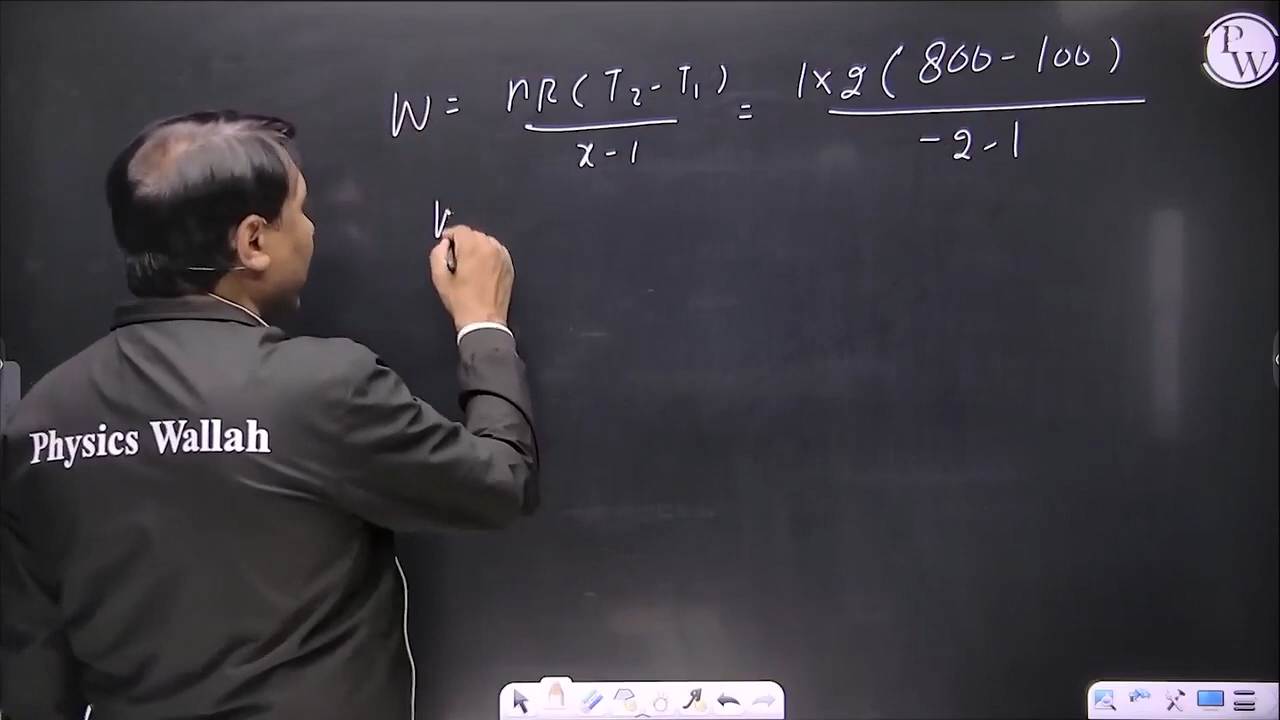 W = nR(T₂-T₁) / x-1 = 1×2(800-100) / -2-1
W
PW
Physics Wallah